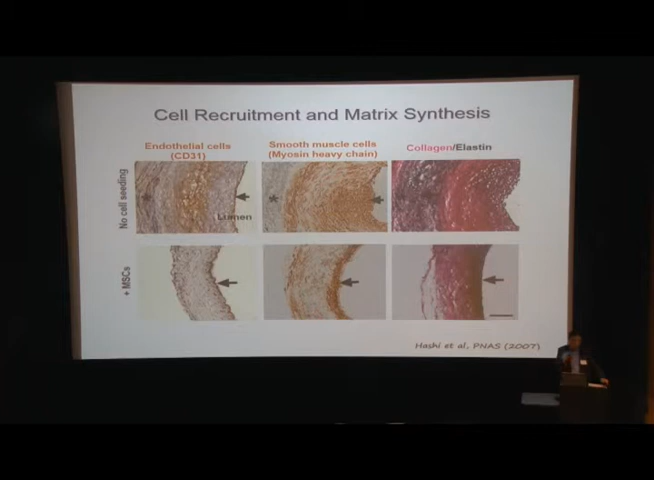 Cell Recruitment and Matrix Synthesis
Endothelial cells
(CD31)
Smooth muscle cells
(Myosin heavy chain)
Collagen/Elastin
No cell seeding
*
Lumen
*
+ MSCs
Hashi et al, PNAS (2007)